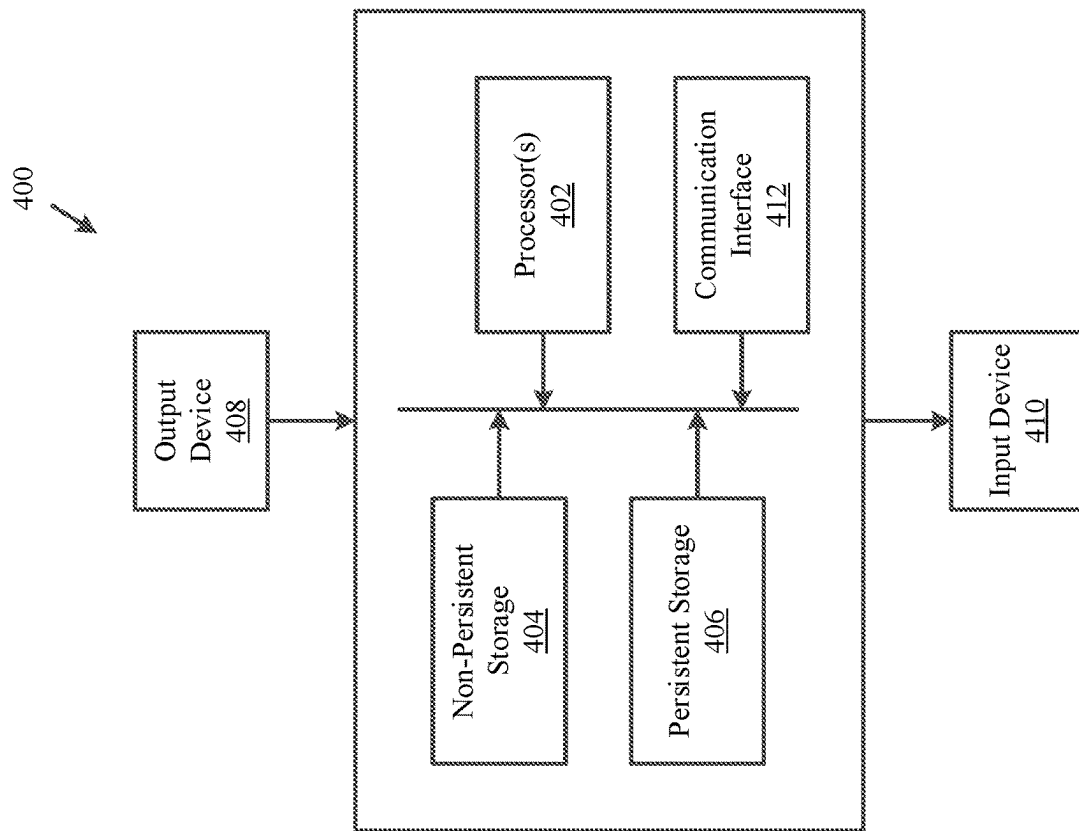 400
Output
Device
408
Non-Persistent
Storage
404
Processor(s)
402
Persistent Storage
406
Communication
Interface
412
Input Device
410